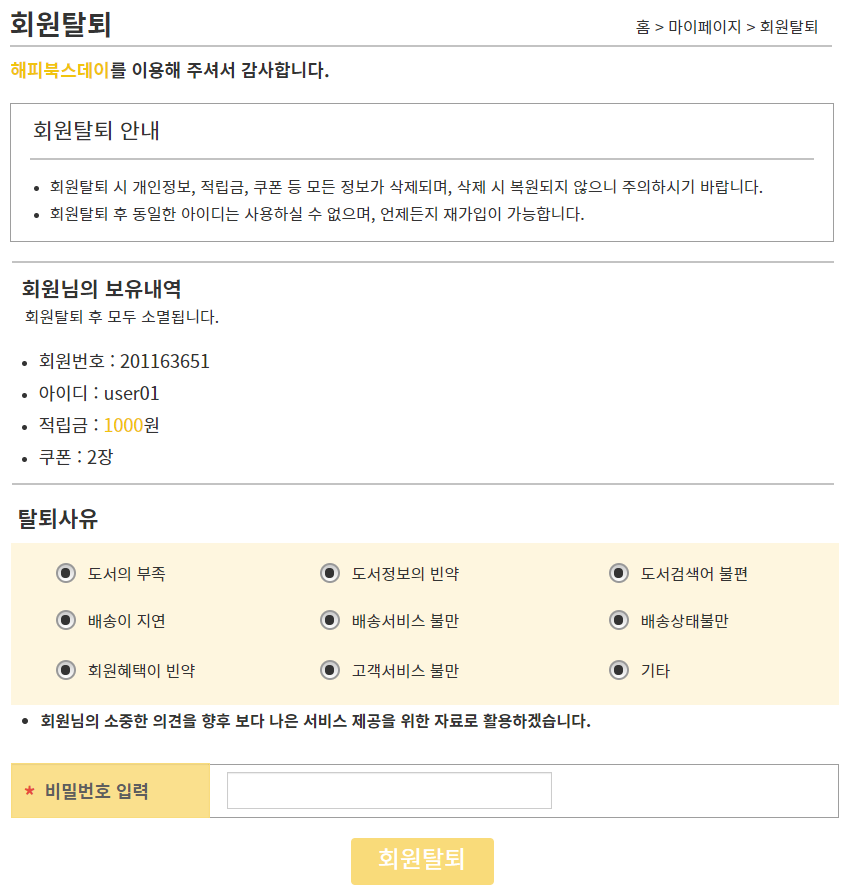 회원탈퇴
홈 > 마이페이지 > 회원탈퇴
해피북스데이를 이용해 주셔서 감사합니다.
회원탈퇴 안내
• 회원탈퇴 시 개인정보, 적립금, 쿠폰 등 모든 정보가 삭제되며, 삭제 시 복원되지 않으니 주의하시기 바랍니다.
• 회원탈퇴 후 동일한 아이디는 사용하실 수 없으며, 언제든지 재가입이 가능합니다.
회원님의 보유내역
회원탈퇴 후 모두 소멸됩니다.
• 회원번호 : 201163651
• 아이디 : user01
• 적립금 : 1000원
• 쿠폰 : 2장
탈퇴사유
도서의 부족 도서정보의 빈약 도서검색어 불편
배송이 지연 배송서비스 불만 배송상태불만
회원혜택이 빈약 고객서비스 불만 기타
• 회원님의 소중한 의견을 향후 보다 나은 서비스 제공을 위한 자료로 활용하겠습니다.
* 비밀번호 입력
회원탈퇴